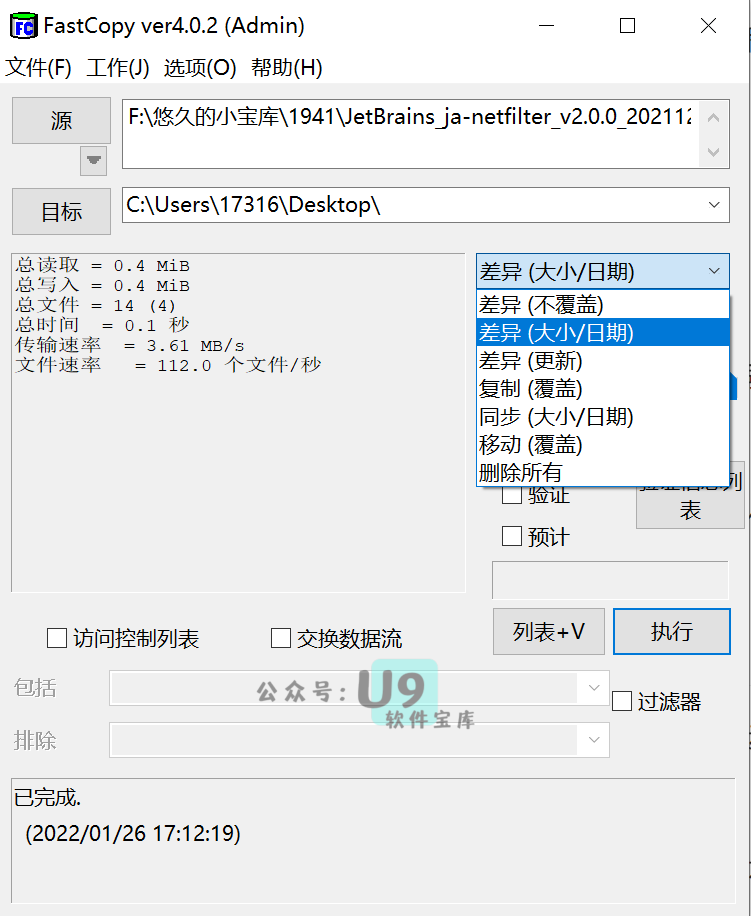 FastCopy ver4.0.2 (Admin)
文件(F) 工作(J) 选项(O) 帮助(H)
源
F:\悠久的小宝库\1941\JetBrains_ja-netfilter_v2.0.0_202112
目标
C:\Users\17316\Desktop\
总读取 = 0.4 MiB
总写入 = 0.4 MiB
总文件 = 14 (4)
总时间 = 0.1 秒
传输速率 = 3.61 MB/s
文件速率 = 112.0 个文件/秒
差异 (大小/日期)
差异 (不覆盖)
差异 (大小/日期)
差异 (更新)
复制 (覆盖)
同步 (大小/日期)
移动 (覆盖)
删除所有
验证
验证信息列
表
预计
列表+V
执行
访问控制列表
交换数据流
包括
过滤器
排除
公众号:U9
软件宝库
已完成.
(2022/01/26 17:12:19)